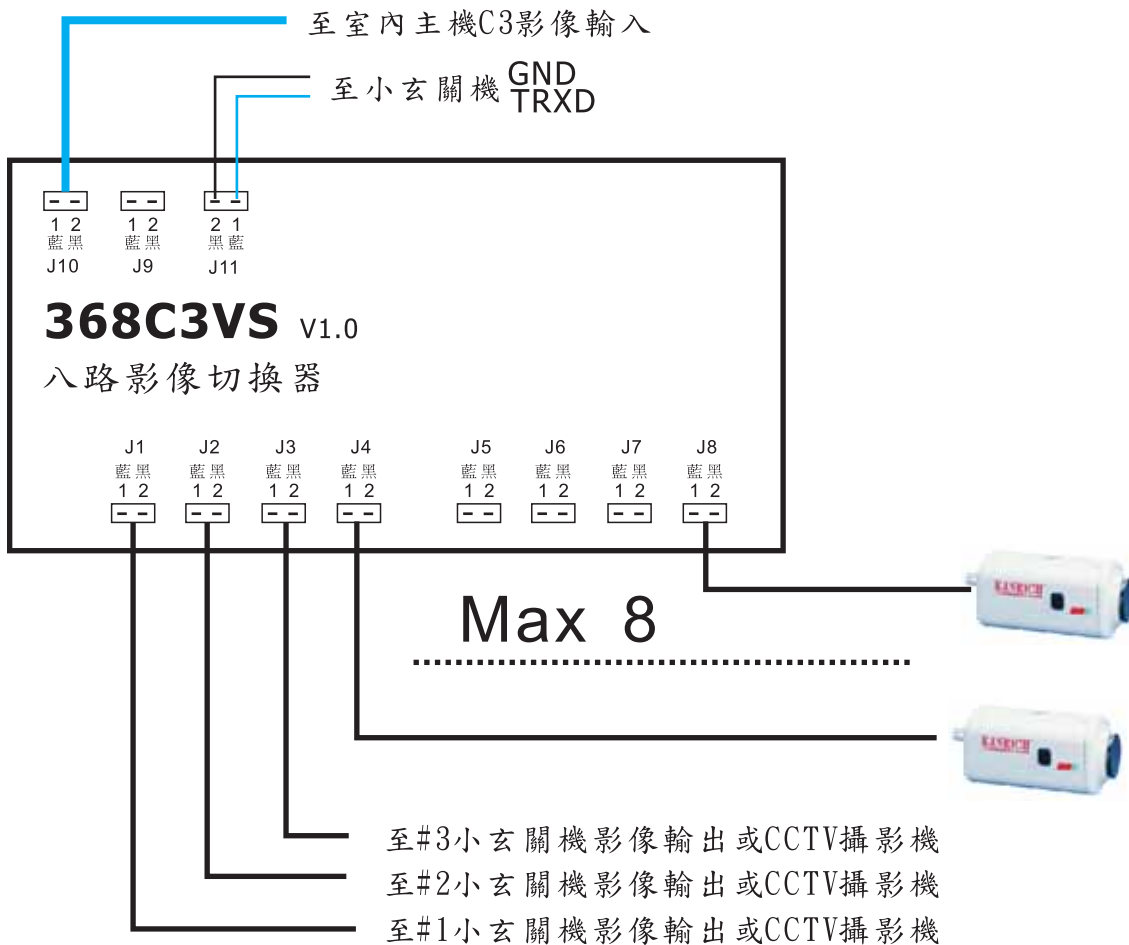 至室內主機C3影像輸入
至小玄關機 GND
TRXD
1 2
藍 黑
J10
1 2
藍 黑
J9
2 1
黑 藍
J11
368C3VS V1.0
八路影像切換器
J1 J2 J3 J4 J5 J6 J7 J8
藍黑 藍黑 藍黑 藍黑 藍黑 藍黑 藍黑 藍黑
1 2 1 2 1 2 1 2 1 2 1 2 1 2 1 2
Max 8
至#3小玄關機影像輸出或CCTV攝影機
至#2小玄關機影像輸出或CCTV攝影機
至#1小玄關機影像輸出或CCTV攝影機